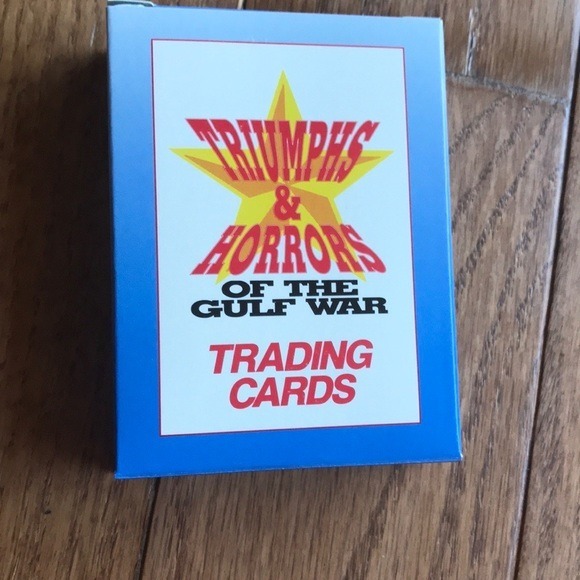 TRIUMPHS
&
HORRORS
OF THE
GULF WAR
TRADING
CARDS